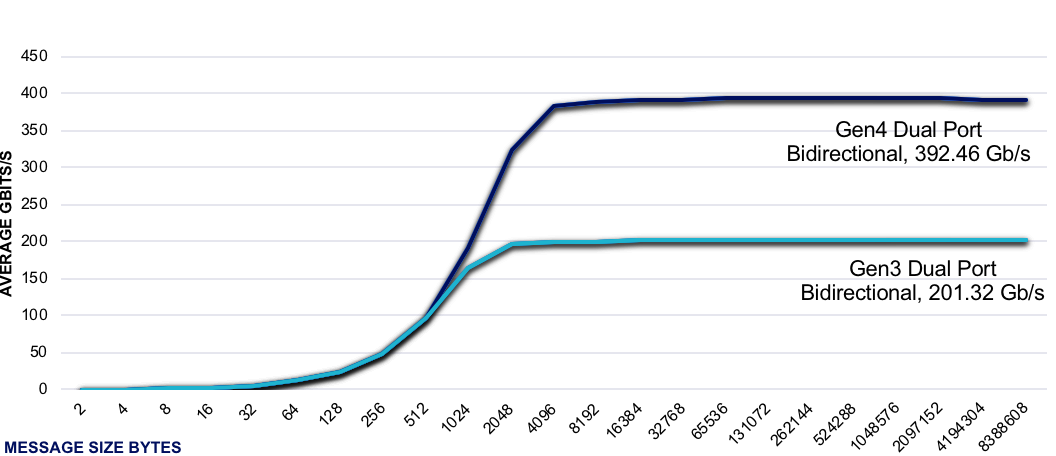 450
400
350
300
250
200
150
100
50
0
AVERAGE GBITS/S
Gen4 Dual Port
Bidirectional, 392.46 Gb/s
Gen3 Dual Port
Bidirectional, 201.32 Gb/s
2 4 8 16 32 64 128 256 512 1024 2048 4096 8192 16384 32768 65536 131072 262144 524288 1048576 2097152 4194304 8388608
MESSAGE SIZE BYTES